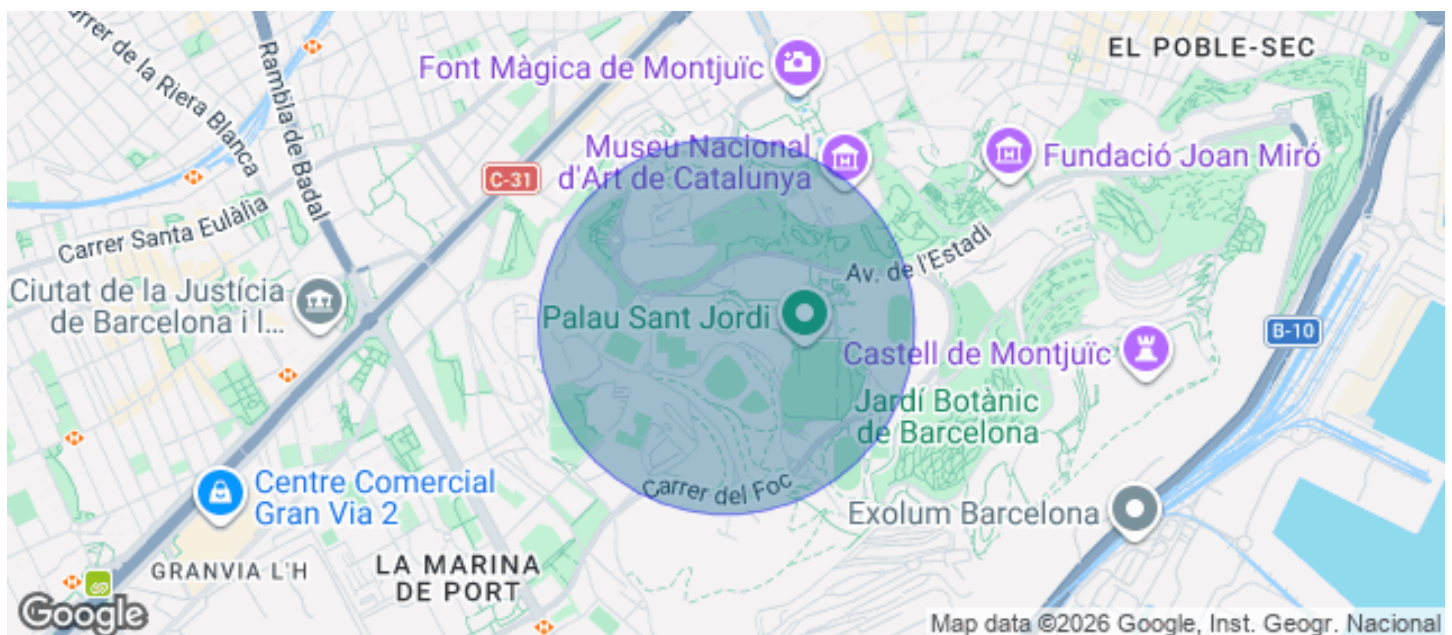 Carrer de la Riera Blanca
Rambla de Badal
Font Màgica de Montjuïc
EL POBLE-SEC
Museu Nacional
d'Art de Catalunya
Fundació Joan Miró
C-31
Carrer Santa Eulàlia
Av. de l'Estadi
Ciutat de la Justícia
de Barcelona i l...
Palau Sant Jordi
Castell de Montjuïc
B-10
Jardí Botànic
de Barcelona
Carrer del Foc
Centre Comercial
Gran Via 2
Exolum Barcelona
GRANVIA L'H
LA MARINA
DE PORT
Google
Map data ©2026 Google, Inst. Geogr. Nacional